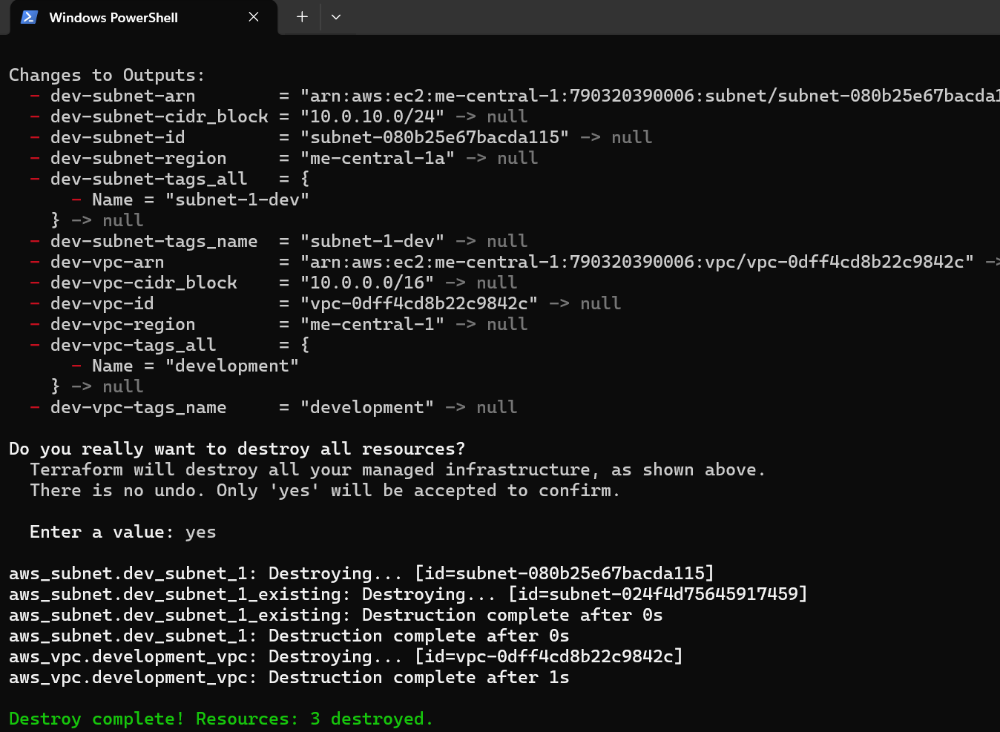 Windows PowerShell
Changes to Outputs:
- dev-subnet-arn        = "arn:aws:ec2:me-central-1:790320390006:subnet/subnet-080b25e67bacda1
- dev-subnet-cidr_block = "10.0.10.0/24" -> null
- dev-subnet-id         = "subnet-080b25e67bacda115" -> null
- dev-subnet-region     = "me-central-1a" -> null
- dev-subnet-tags_all   = {
- Name = "subnet-1-dev"
} -> null
- dev-subnet-tags_name  = "subnet-1-dev" -> null
- dev-vpc-arn           = "arn:aws:ec2:me-central-1:790320390006:vpc/vpc-0dff4cd8b22c9842c" ->
- dev-vpc-cidr_block    = "10.0.0.0/16" -> null
- dev-vpc-id            = "vpc-0dff4cd8b22c9842c" -> null
- dev-vpc-region        = "me-central-1" -> null
- dev-vpc-tags_all      = {
- Name = "development"
} -> null
- dev-vpc-tags_name     = "development" -> null
Do you really want to destroy all resources?
Terraform will destroy all your managed infrastructure, as shown above.
There is no undo. Only 'yes' will be accepted to confirm.
Enter a value: yes
aws_subnet.dev_subnet_1: Destroying... [id=subnet-080b25e67bacda115]
aws_subnet.dev_subnet_1_existing: Destroying... [id=subnet-024f4d75645917459]
aws_subnet.dev_subnet_1_existing: Destruction complete after 0s
aws_subnet.dev_subnet_1: Destruction complete after 0s
aws_vpc.development_vpc: Destroying... [id=vpc-0dff4cd8b22c9842c]
aws_vpc.development_vpc: Destruction complete after 1s
Destroy complete! Resources: 3 destroyed.